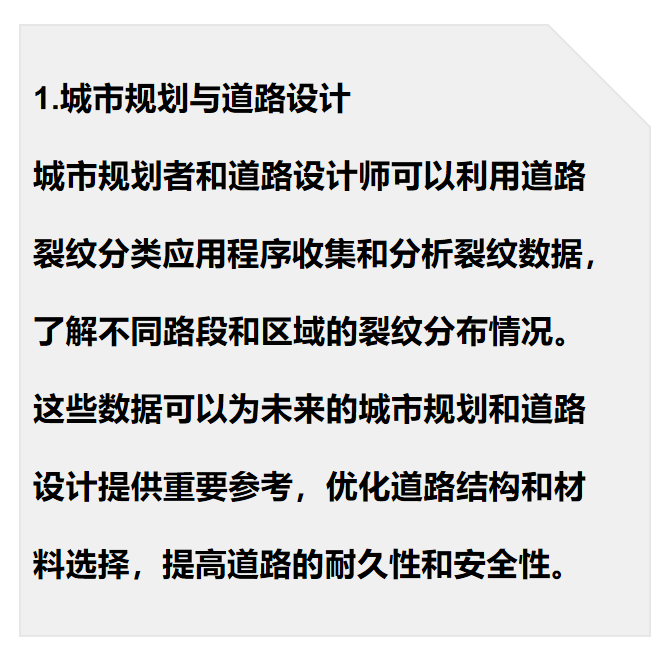 1.城市规划与道路设计
城市规划者和道路设计师可以利用道路
裂纹分类应用程序收集和分析裂纹数据，
了解不同路段和区域的裂纹分布情况。
这些数据可以为未来的城市规划和道路
设计提供重要参考，优化道路结构和材
料选择，提高道路的耐久性和安全性。